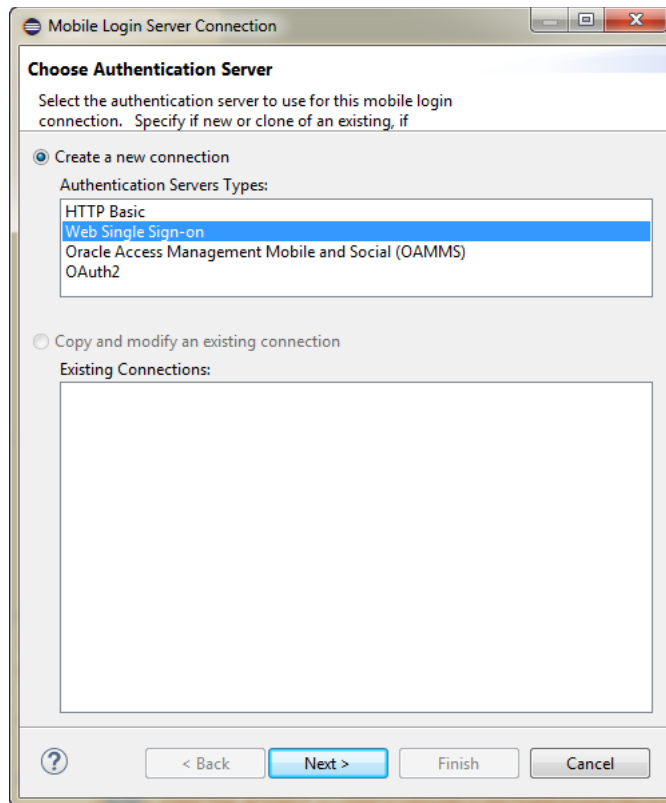 Mobile Login Server Connection
Choose Authentication Server
Select the authentication server to use for this mobile login
connection. Specify if new or clone of an existing, if
Create a new connection
Authentication Servers Types:
HTTP Basic
Web Single Sign-on
Oracle Access Management Mobile and Social (OAMMS)
OAuth2
Copy and modify an existing connection
Existing Connections:
? < Back Next > Finish Cancel